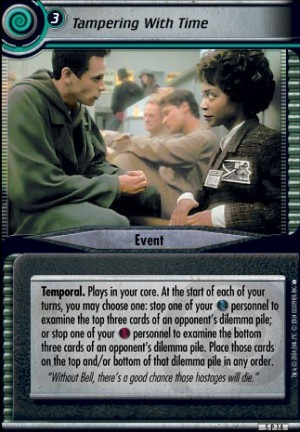 3 Tampering With Time
Event
Temporal. Plays in your core. At the start of each of your
turns, you may choose one: stop one of your personnel to
examine the top three cards of an opponent's dilemma pile;
or stop one of your personnel to examine the bottom
three cards of an opponent's dilemma pile. Place those cards
on the top and/or bottom of that dilemma pile in any order.
"Without Bell, there's a good chance those hostages will die."